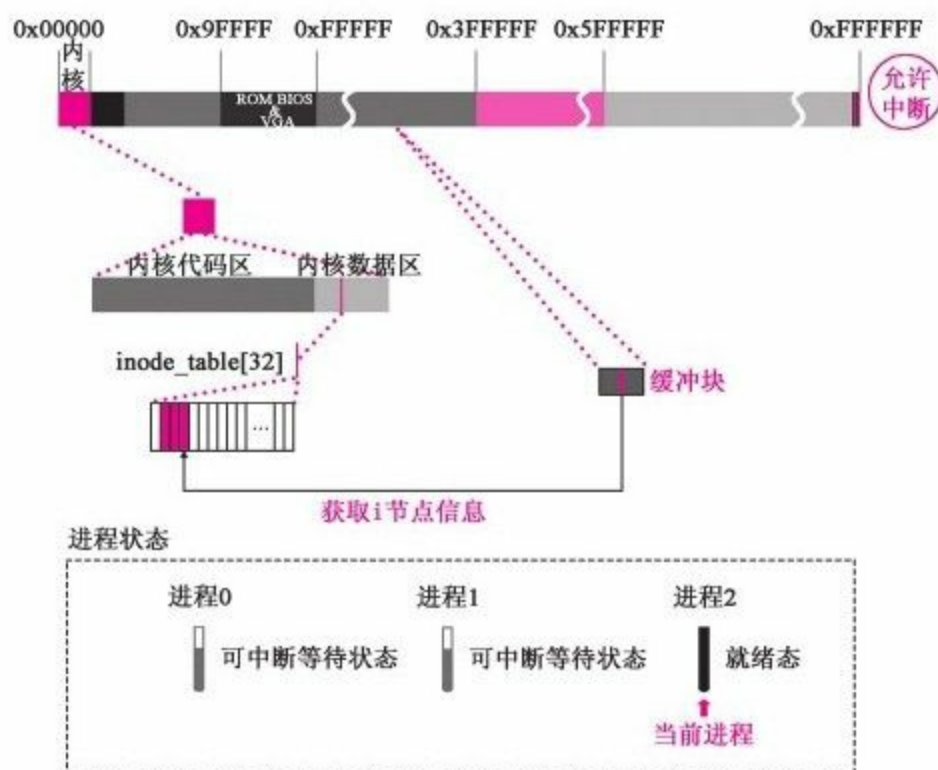 0x00000 0x9FFFF 0xFFFFF 0x3FFFFF 0x5FFFFF 0xFFFFFF
内核
ROM BIOS
&
VGA
允许
中断
内核代码区 内核数据区
inode_table[32]
缓冲块
...
获取i节点信息
进程状态
进程0 进程1 进程2
可中断等待状态 可中断等待状态 就绪态
当前进程